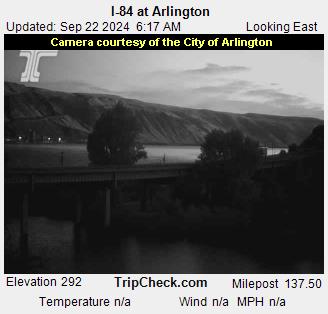 I-84 at Arlington
Updated: Sep 22 2024 6:17 AM Looking East
Camera courtesy of the City of Arlington
Elevation 292 TripCheck.com Milepost 137.50
Temperature n/a Wind n/a MPH n/a